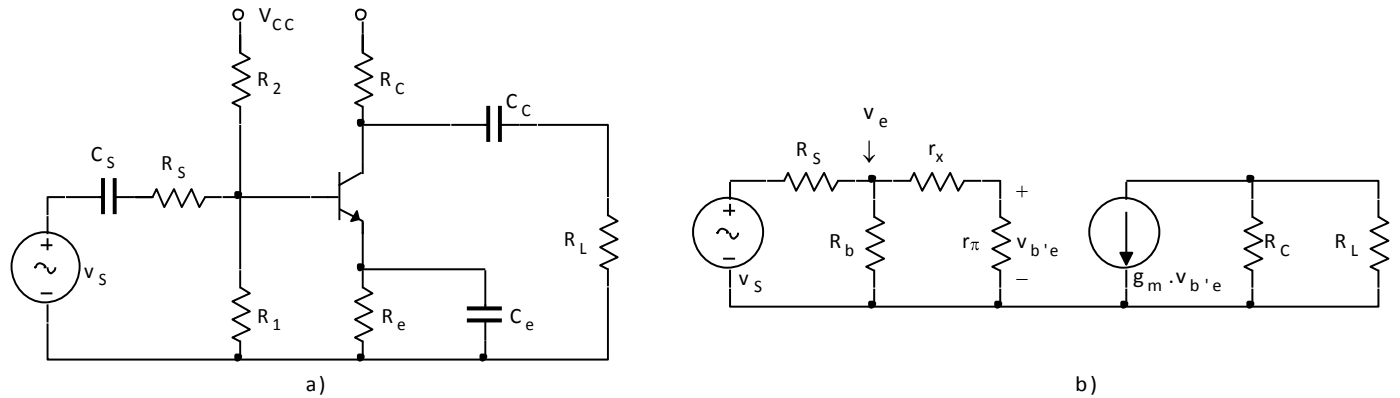 V_CC
R_2
R_C
C_C
C_S
R_S
+
−
v_S
R_L
R_1
R_e
C_e
a)
v_e
↓
R_S
r_x
+
−
v_S
R_b
rπ
+
v_b'e
−
g_m .v_b'e
R_C
R_L
b)